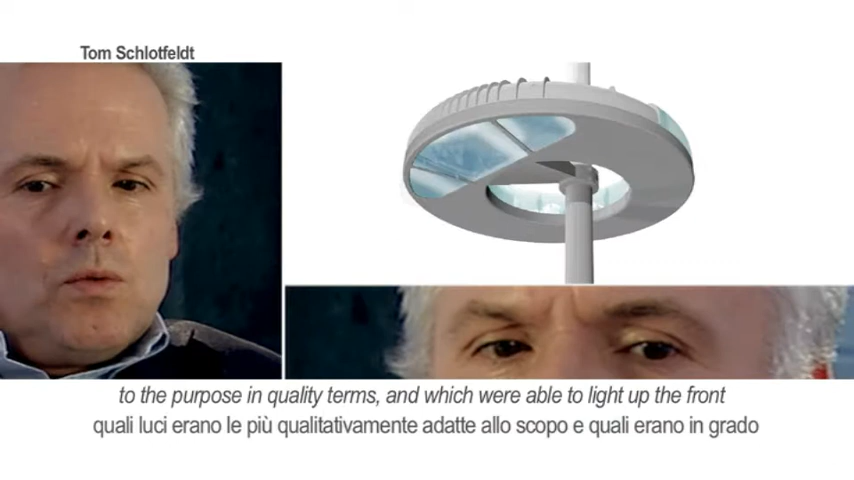 Tom Schlotfeldt
to the purpose in quality terms, and which were able to light up the front
quali luci erano le più qualitativamente adatte allo scopo e quali erano in grado